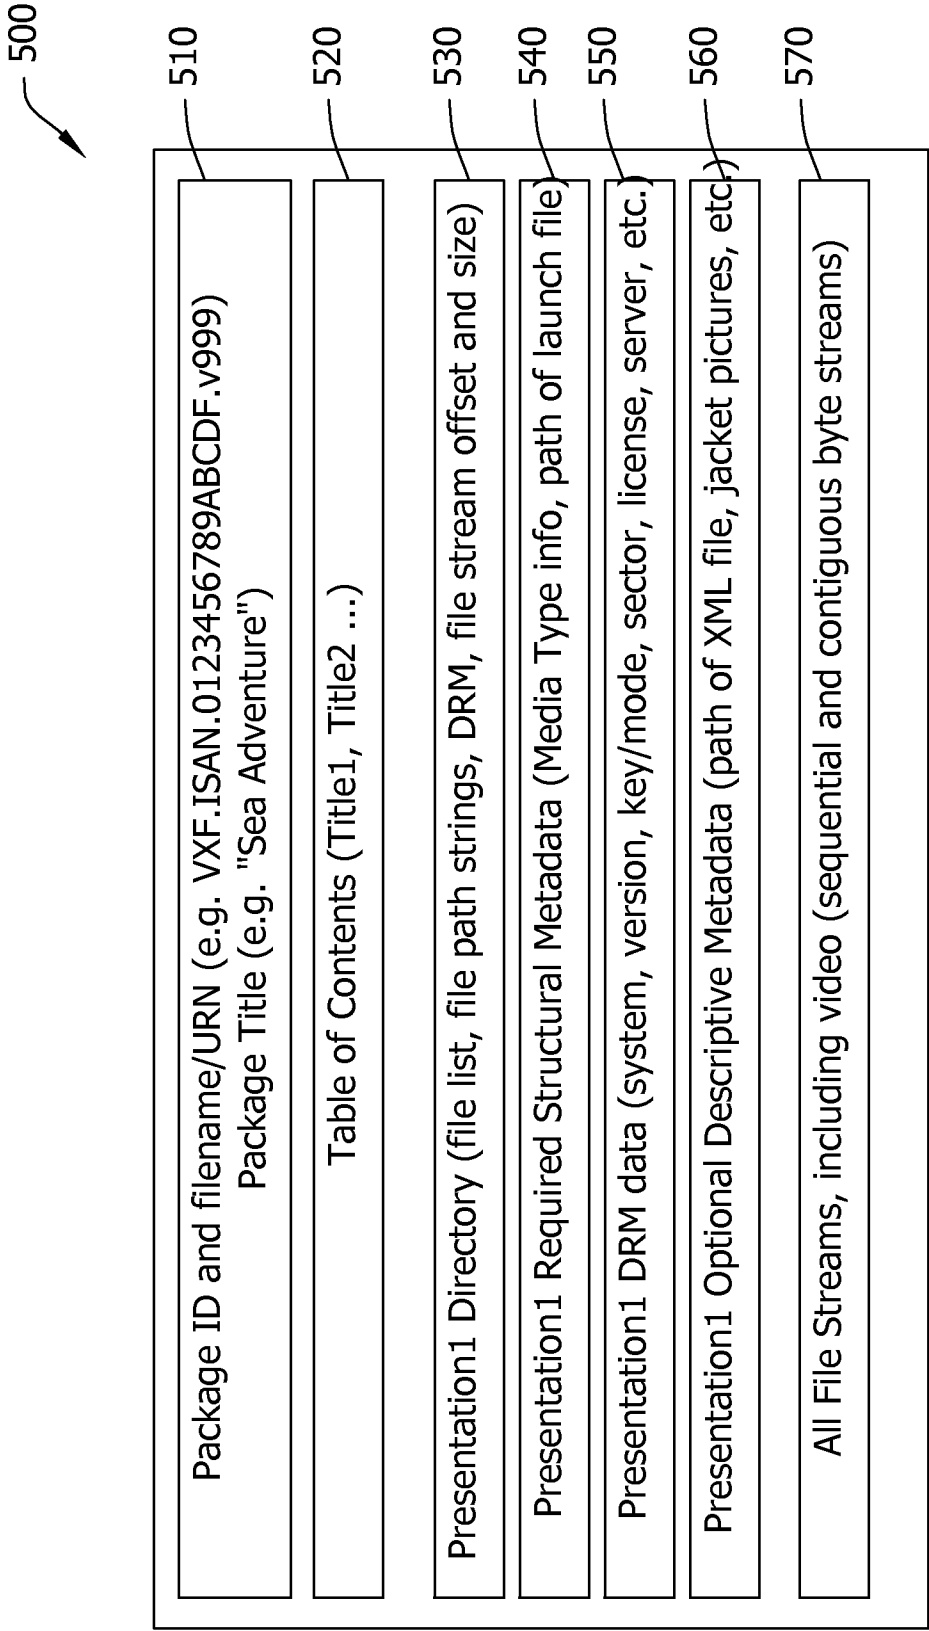 500
Package ID and filename/URN (e.g. VXF.ISAN.0123456789ABCDF.v999)
Package Title (e.g. "Sea Adventure")
510
Table of Contents (Title1, Title2 ...)
520
Presentation1 Directory (file list, file path strings, DRM, file stream offset and size)
530
Presentation1 Required Structural Metadata (Media Type info, path of launch file)
540
Presentation1 DRM data (system, version, key/mode, sector, license, server, etc.)
550
Presentation1 Optional Descriptive Metadata (path of XML file, jacket pictures, etc.)
560
All File Streams, including video (sequential and contiguous byte streams)
570